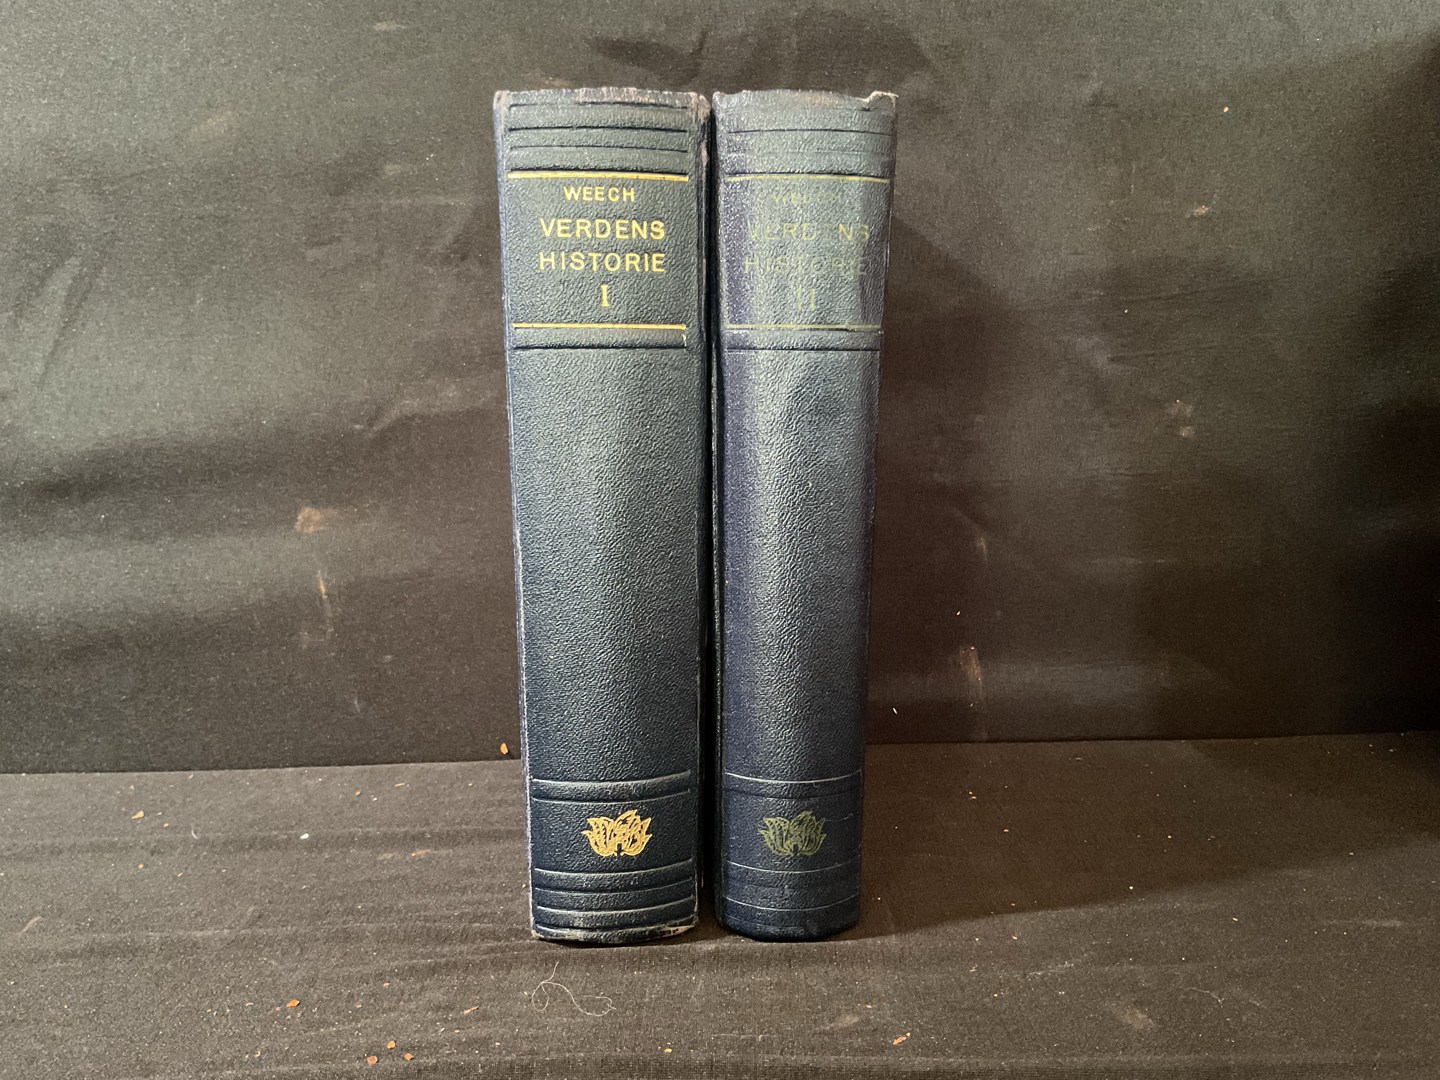 WEECH
VERDENS
HISTORIE
I
WEECH
VERDENS
HISTORIE
II